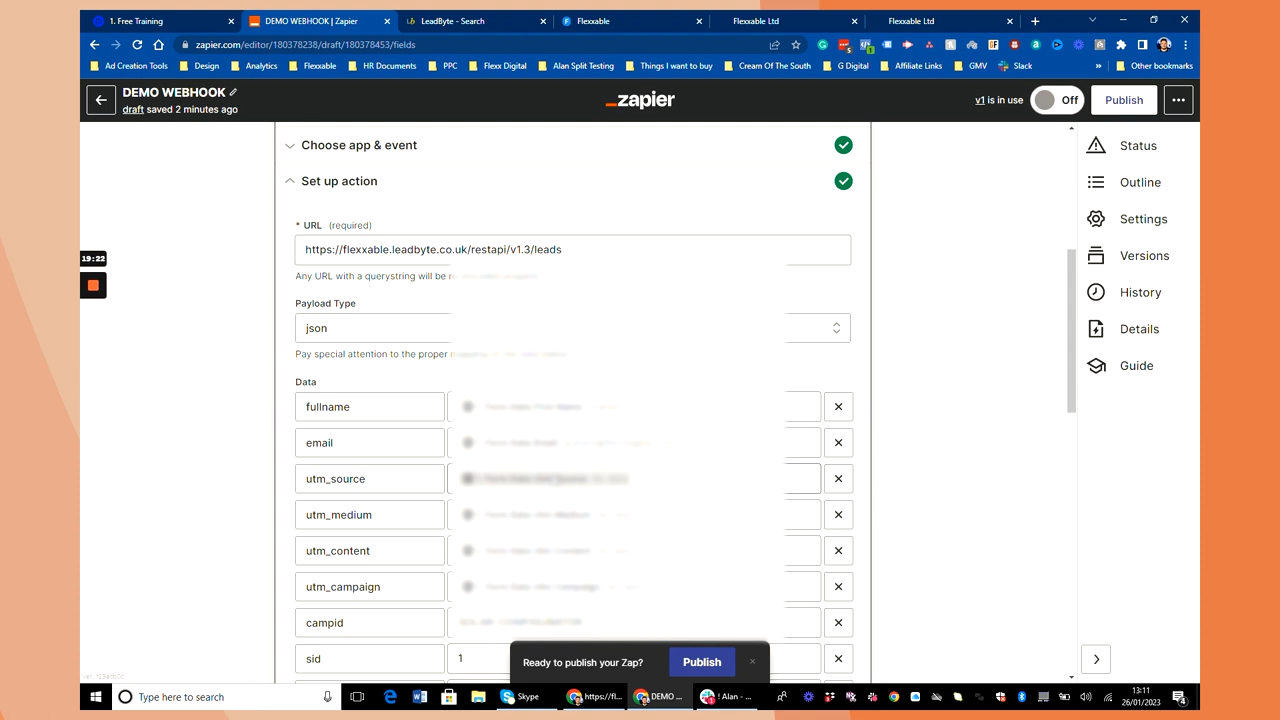 1. Free Training
DEMO WEBHOOK | Zapier
LeadByte - Search
Flexxable
Flexxable Ltd
Flexxable Ltd
zapier.com/editor/180378238/draft/180378453/fields
Ad Creation Tools
Design
Analytics
Flexxable
HR Documents
PPC
Flexx Digital
Alan Split Testing
Things I want to buy
Cream Of The South
G Digital
Affiliate Links
GMV
Slack
»
Other bookmarks
DEMO WEBHOOK
draft saved 2 minutes ago
_zapier
v1 is in use
Off
Publish
Choose app & event
Set up action
* URL (required)
https://flexxable.leadbyte.co.uk/restapi/v1.3/leads
Any URL with a querystring will be
Payload Type
json
Pay special attention to the proper
Data
fullname
email
utm_source
utm_medium
utm_content
utm_campaign
campid
sid
1
Status
Outline
Settings
Versions
History
Details
Guide
19:22
Ready to publish your Zap?
Publish
Type here to search
Skype
https://fl...
DEMO ...
! Alan - ...
13:11
26/01/2023
4